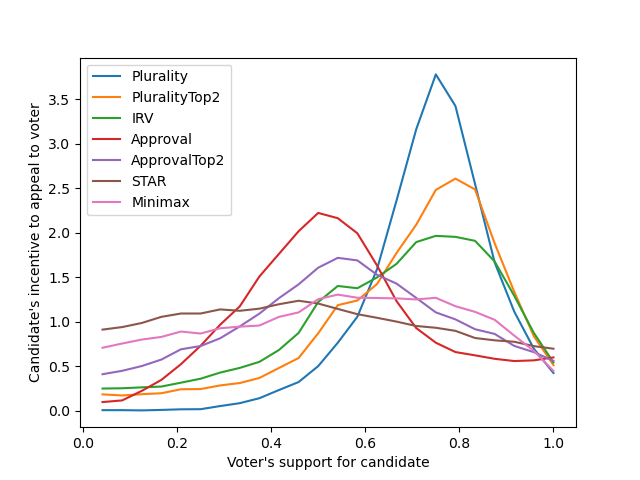 Plurality
PluralityTop2
IRV
Approval
ApprovalTop2
STAR
Minimax
Candidate's incentive to appeal to voter
3.5
3.0
2.5
2.0
1.5
1.0
0.5
0.0
0.0 0.2 0.4 0.6 0.8 1.0
Voter's support for candidate